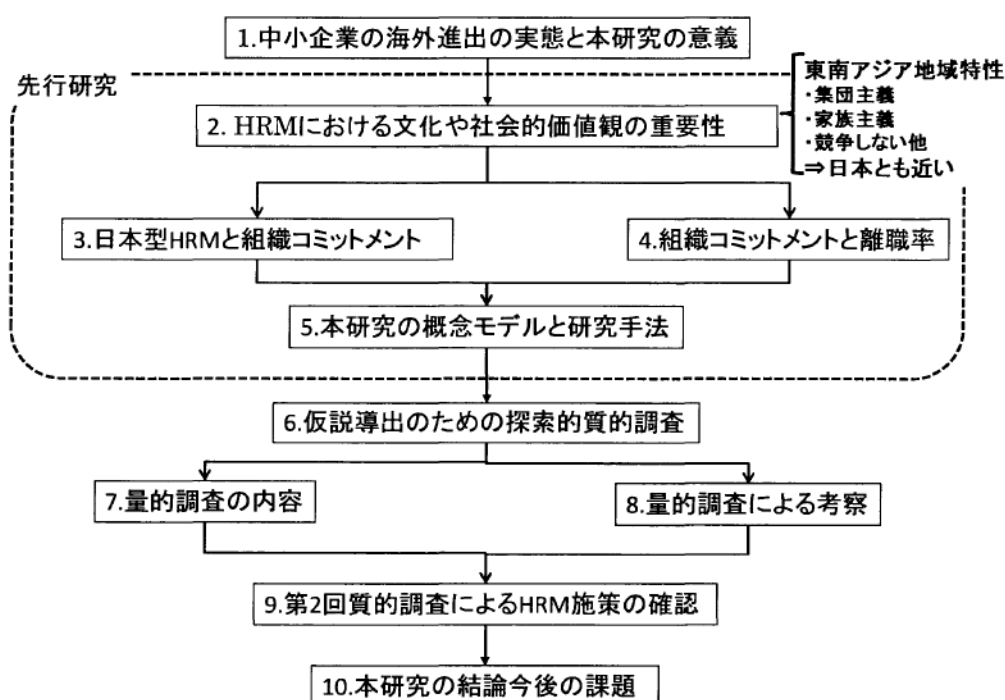 1.中小企業の海外進出の実態と本研究の意義
先行研究
東南アジア地域特性
・集団主義
・家族主義
・競争しない他
⇒日本とも近い
2. HRMにおける文化や社会的価値観の重要性
3.日本型HRMと組織コミットメント
4.組織コミットメントと離職率
5.本研究の概念モデルと研究手法
6.仮説導出のための探索的質的調査
7.量的調査の内容
8.量的調査による考察
9.第2回質的調査によるHRM施策の確認
10.本研究の結論今後の課題